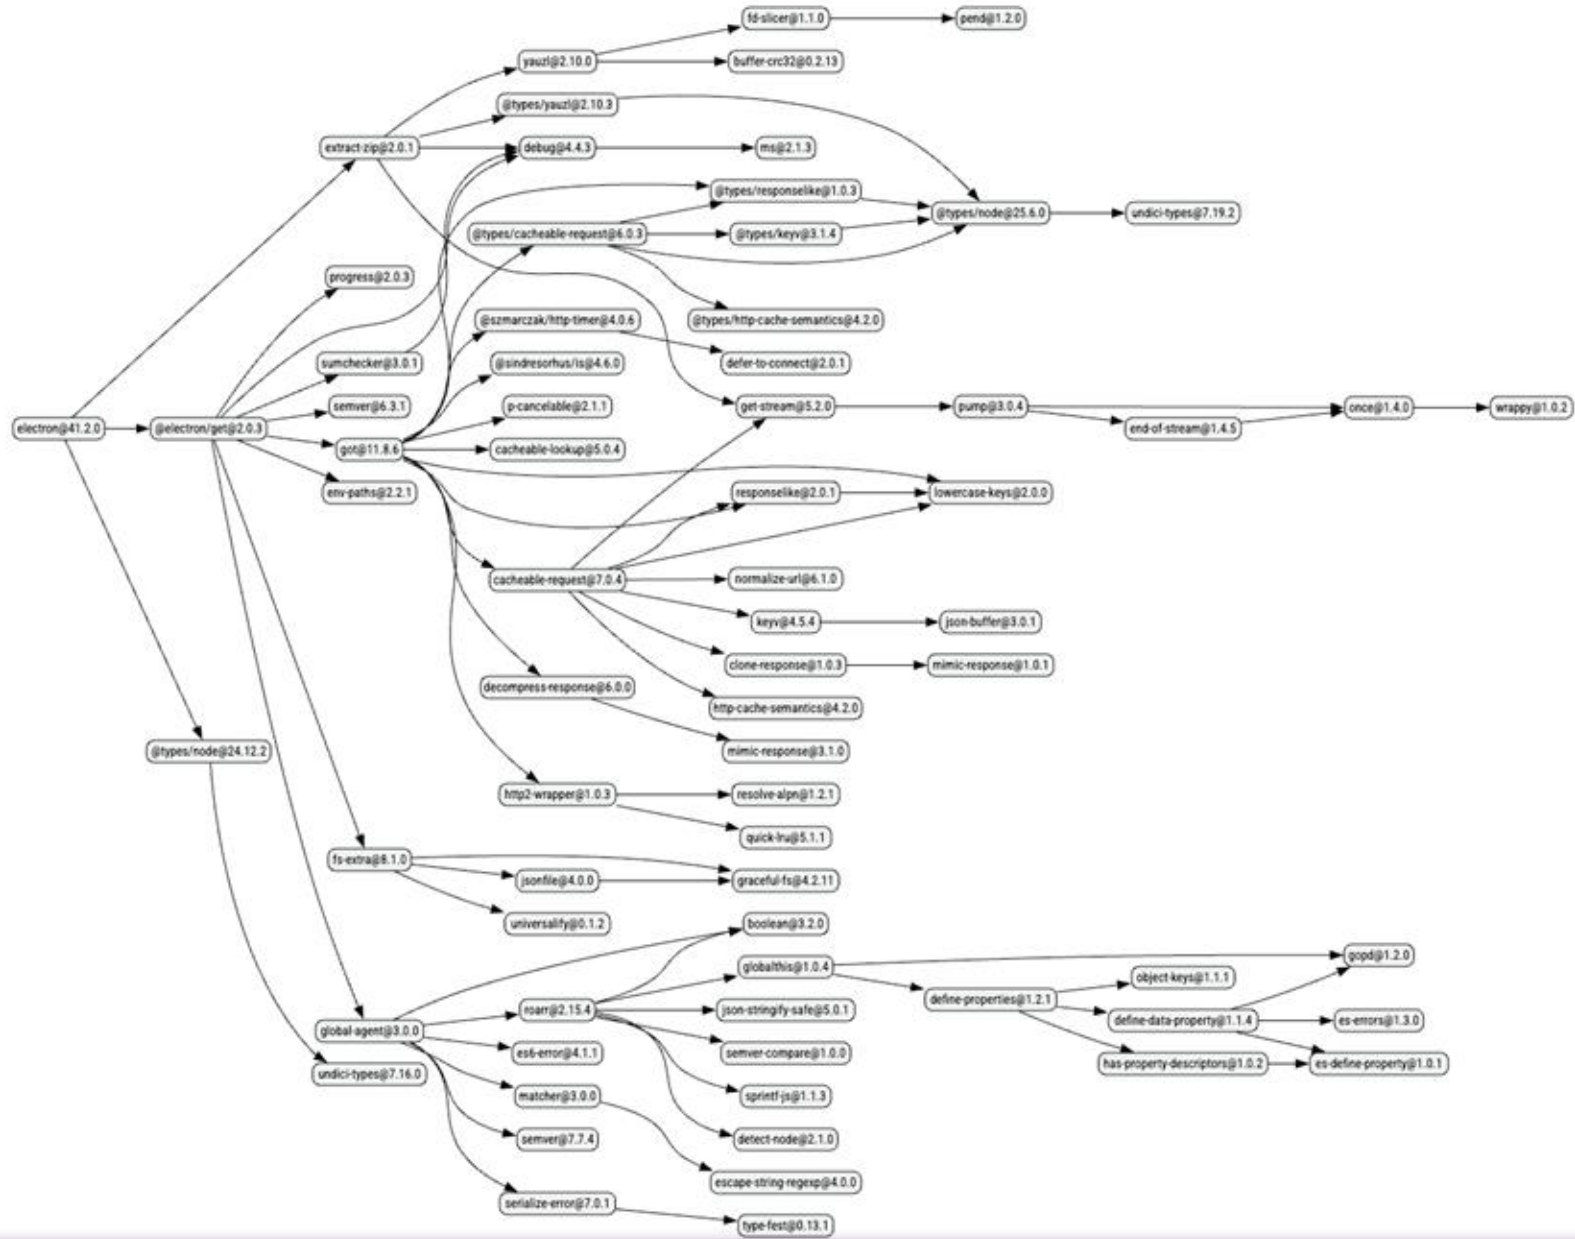 fd-slicer@1.1.0
pend@1.2.0
yauzl@2.10.0
buffer-crc32@0.2.13
@types/yauzl@2.10.3
extract-zip@2.0.1
debug@4.4.3
ms@2.1.3
@types/responselike@1.0.3
@types/node@25.6.0
undici-types@7.19.2
@types/cacheable-request@6.0.3
@types/keyv@3.1.4
progress@2.0.3
@szmarczak/http-timer@4.0.6
@types/http-cache-semantics@4.2.0
sumchecker@3.0.1
@sindresorhus/is@4.6.0
defer-to-connect@2.0.1
semver@6.3.1
p-cancelable@2.1.1
get-stream@5.2.0
pump@3.0.4
once@1.4.0
wrappy@1.0.2
electron@41.2.0
@electron/get@2.0.3
end-of-stream@1.4.5
got@11.8.6
cacheable-lookup@5.0.4
env-paths@2.2.1
responselike@2.0.1
lowercase-keys@2.0.0
cacheable-request@7.0.4
normalize-url@6.1.0
keyv@4.5.4
json-buffer@3.0.1
clone-response@1.0.3
mimic-response@1.0.1
decompress-response@6.0.0
http-cache-semantics@4.2.0
@types/node@24.12.2
mimic-response@3.1.0
http2-wrapper@1.0.3
resolve-alpn@1.2.1
quick-lru@5.1.1
fs-extra@8.1.0
jsonfile@4.0.0
graceful-fs@4.2.11
universalify@0.1.2
boolean@3.2.0
gopd@1.2.0
globalthis@1.0.4
object-keys@1.1.1
define-properties@1.2.1
roarr@2.15.4
json-stringify-safe@5.0.1
define-data-property@1.1.4
es-errors@1.3.0
global-agent@3.0.0
es6-error@4.1.1
semver-compare@1.0.0
has-property-descriptors@1.0.2
es-define-property@1.0.1
undici-types@7.16.0
matcher@3.0.0
sprintf-js@1.1.3
semver@7.7.4
detect-node@2.1.0
escape-string-regexp@4.0.0
serialize-error@7.0.1
type-fest@0.13.1